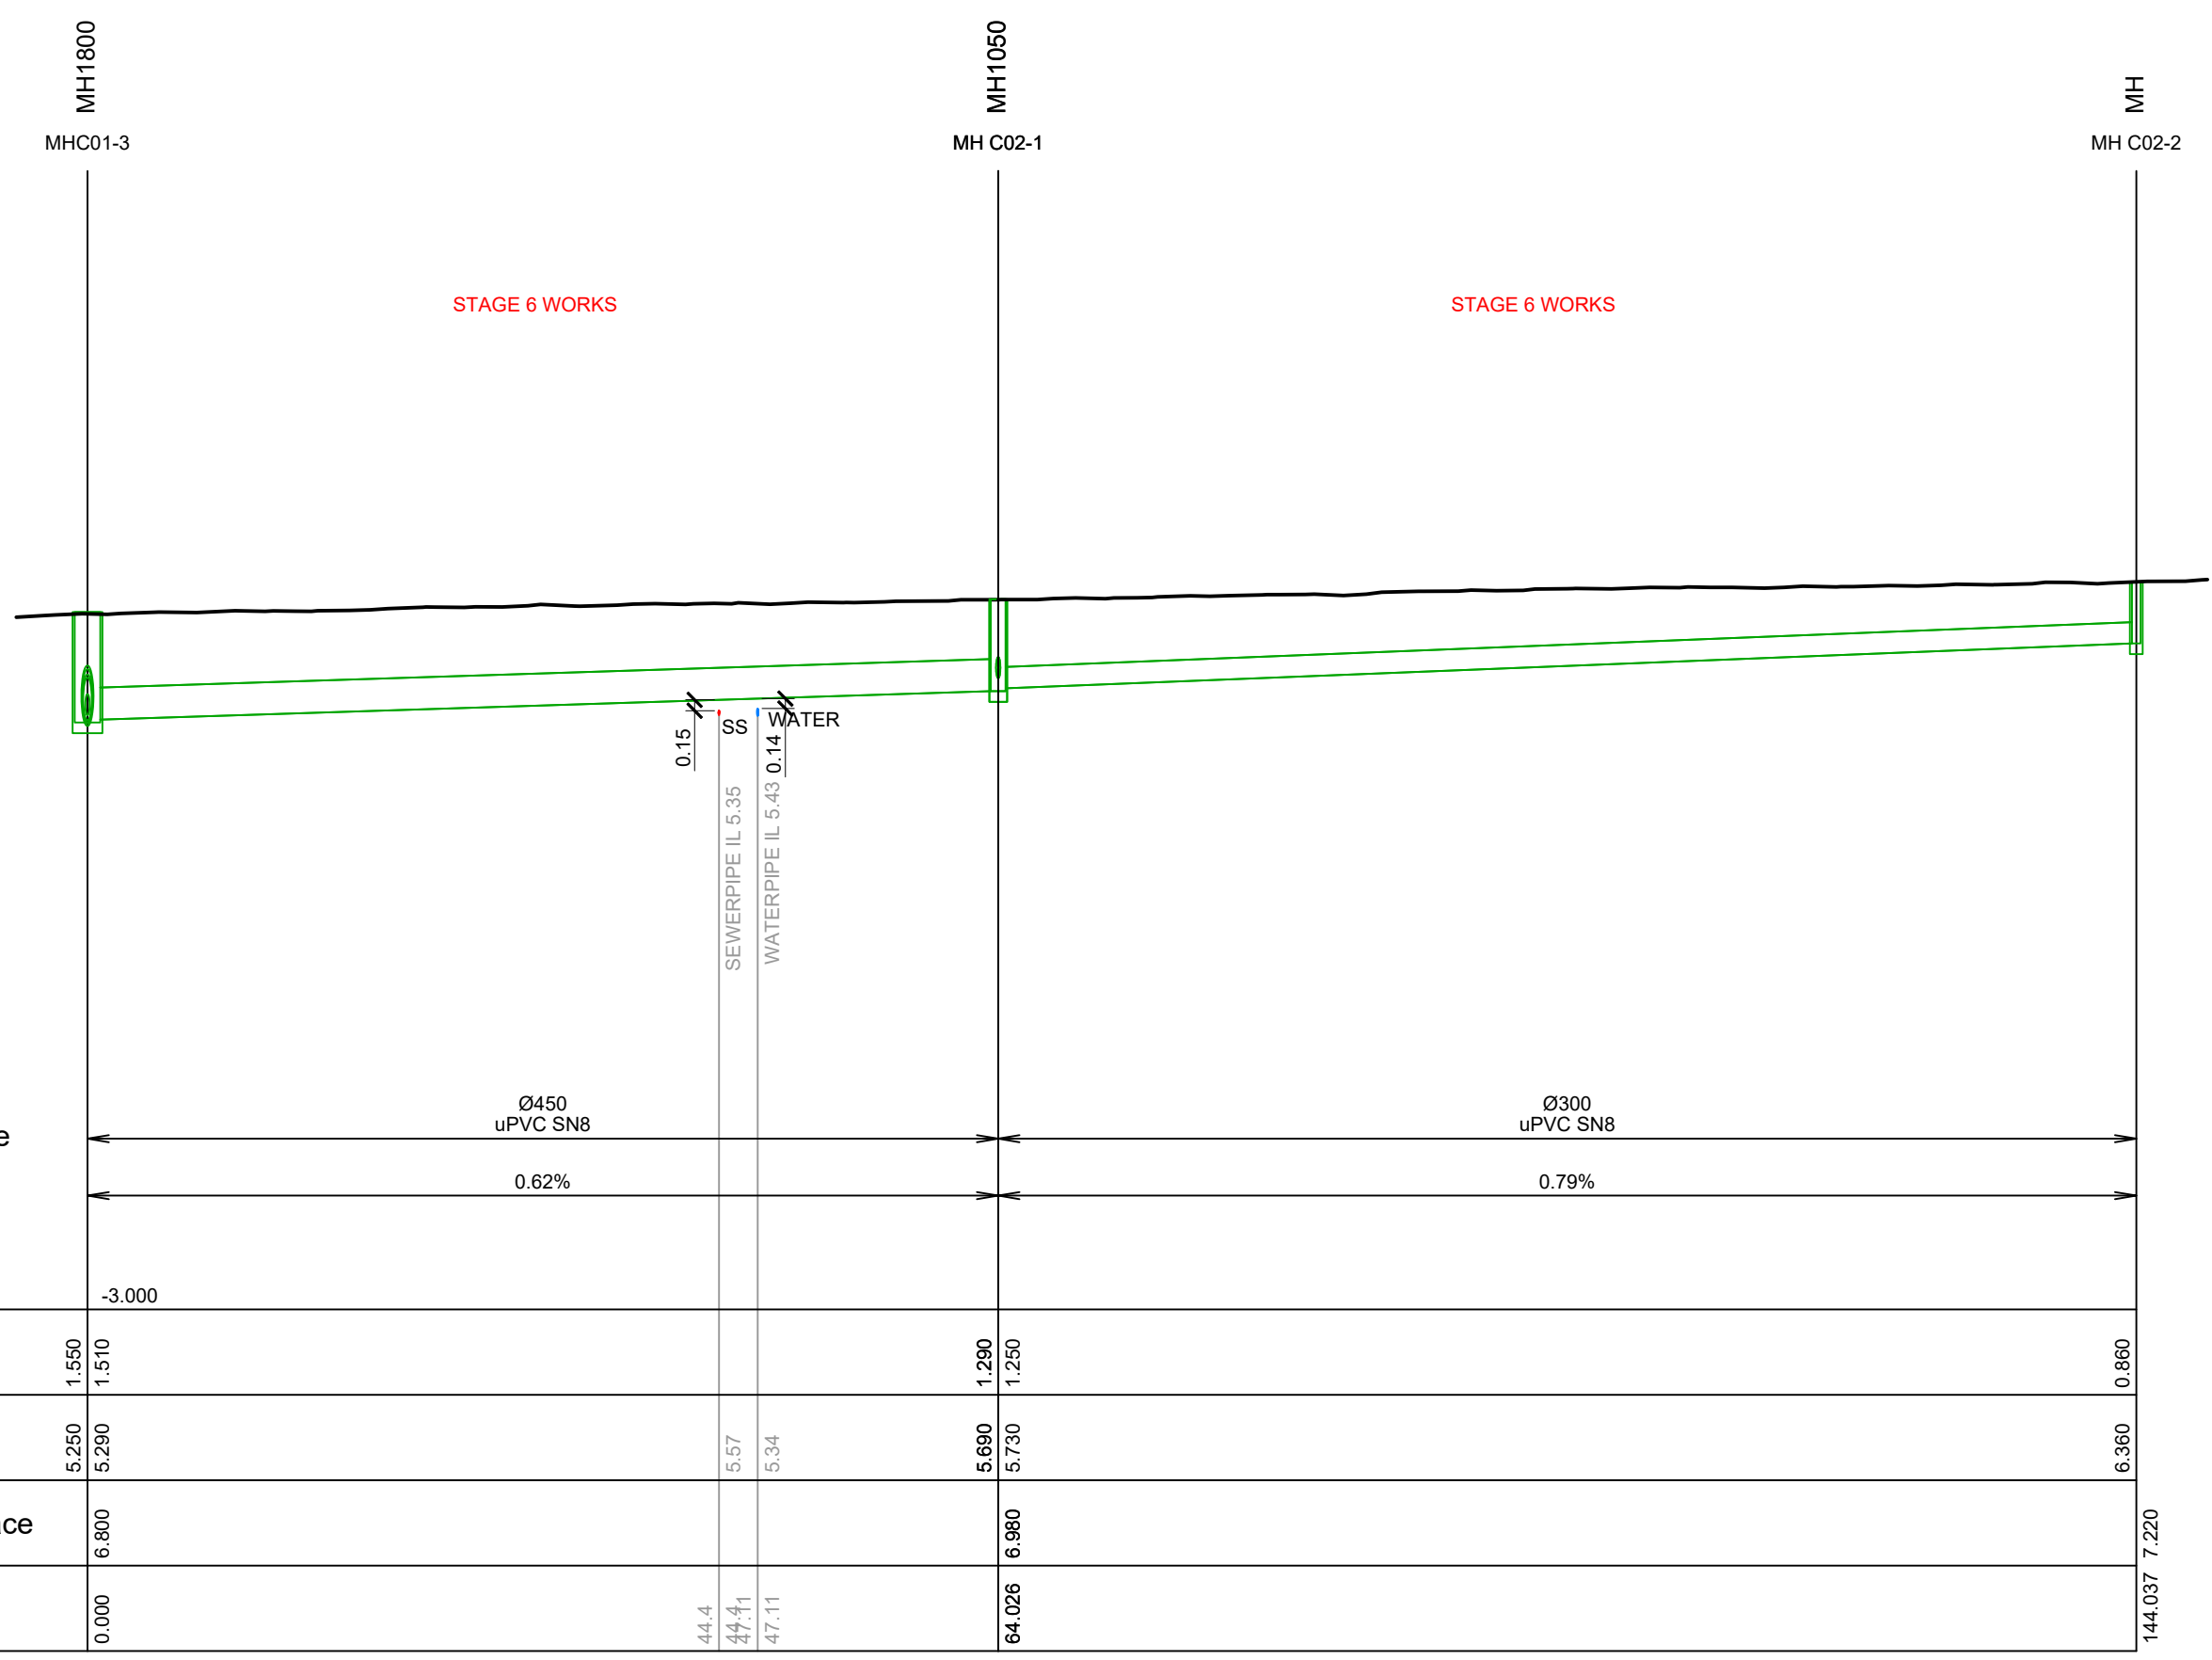 MH1800
MH1050
MH
MHC01-3
MH C02-1
MH C02-2
STAGE 6 WORKS
STAGE 6 WORKS
SS
WATER
0.15
0.14
SEWERPIPE IL 5.35
WATERPIPE IL 5.43
Ø450
uPVC SN8
Ø300
uPVC SN8
0.62%
0.79%
-3.000
1.550
1.510
1.290
1.250
0.860
5.250
5.290
5.57
5.34
5.690
5.730
6.360
6.800
6.980
7.220
0.000
44.4
44.4
47.11
47.11
64.026
144.037